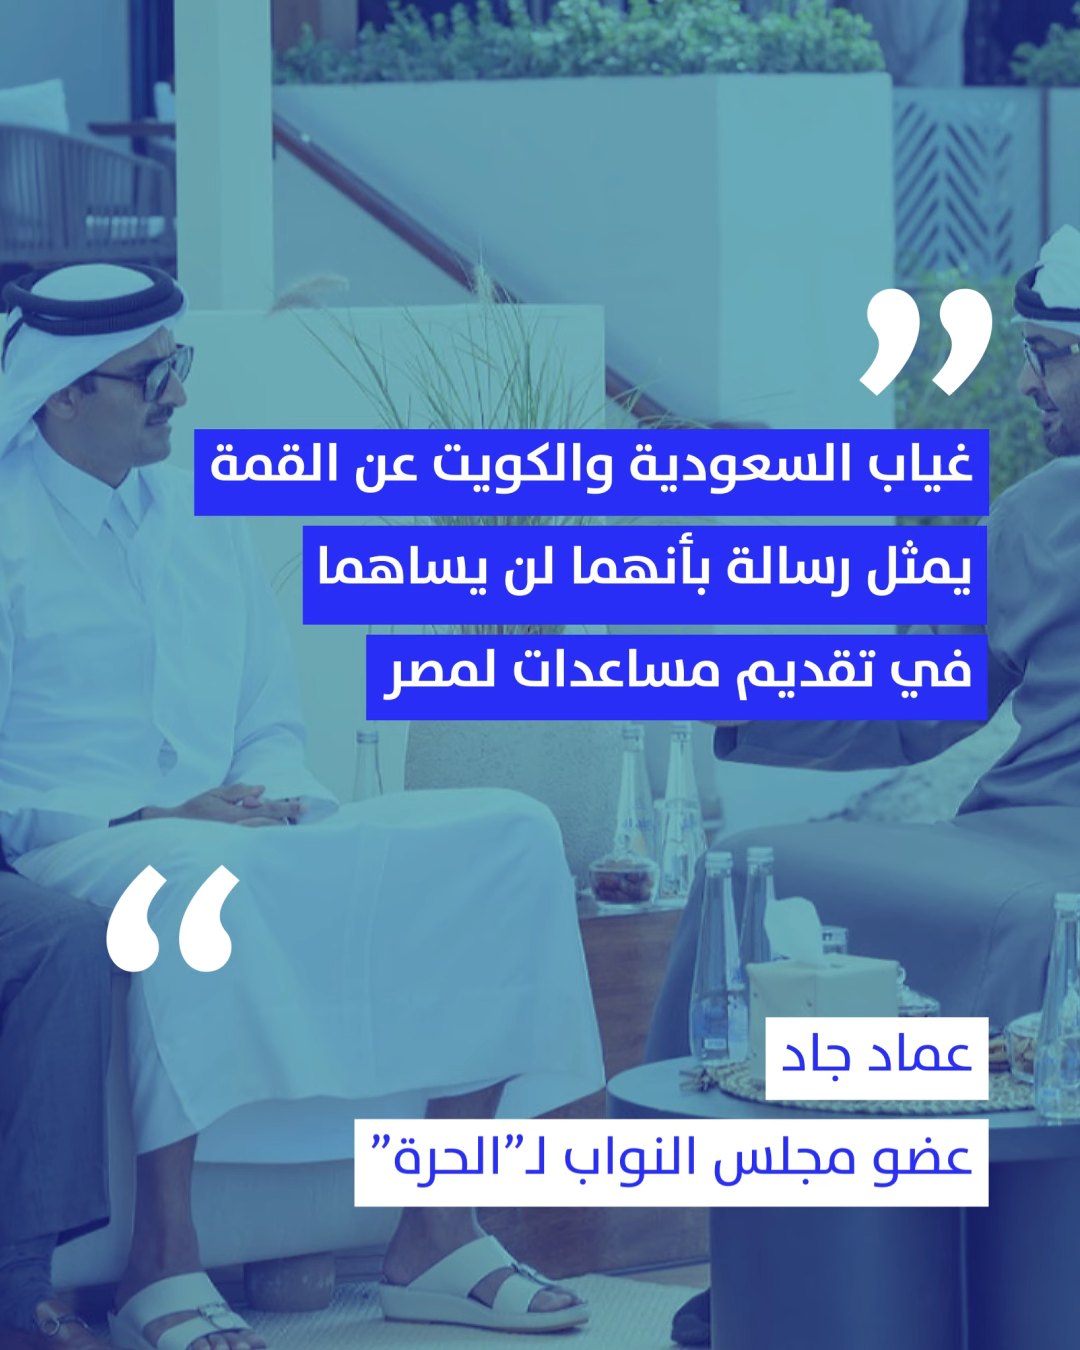 ”
غياب السعودية والكويت عن القمة
يمثل رسالة بأنهما لن يساهما
في تقديم مساعدات لمصر
“
عماد جاد
عضو مجلس النواب لـ”الحرة”